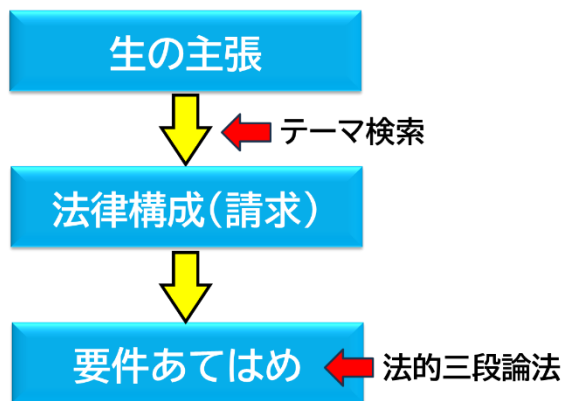 生の主張
テーマ検索
法律構成(請求)
要件あてはめ
法的三段論法